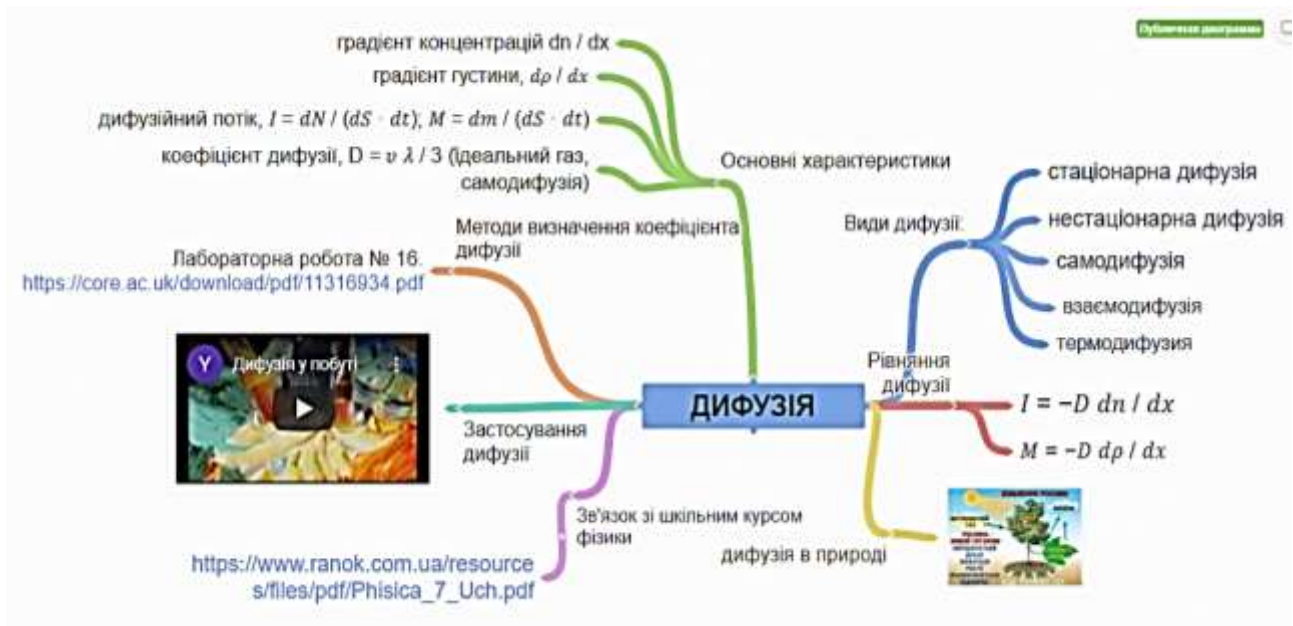 Публичная диаграмма
градієнт концентрацій dn / dx
градієнт густини, dρ / dx
дифузійний потік, I = dN / (dS · dt), M = dm / (dS · dt)
коефіцієнт дифузії, D = υ λ / 3 (ідеальний газ,
самодифузія)
Основні характеристики
Методи визначення коефіцієнта
дифузії
Лабораторна робота № 16.
https://core.ac.uk/download/pdf/11316934.pdf
Y Дифузія у побуті
Застосування
дифузії
Зв'язок зі шкільним курсом
фізики
https://www.ranok.com.ua/resource
s/files/pdf/Phisica_7_Uch.pdf
ДИФУЗІЯ
Види дифузії:
стаціонарна дифузія
нестаціонарна дифузія
самодифузія
взаємодифузія
термодифузия
Рівняння
дифузії
I = −D dn / dx
M = −D dρ / dx
дифузія в природі